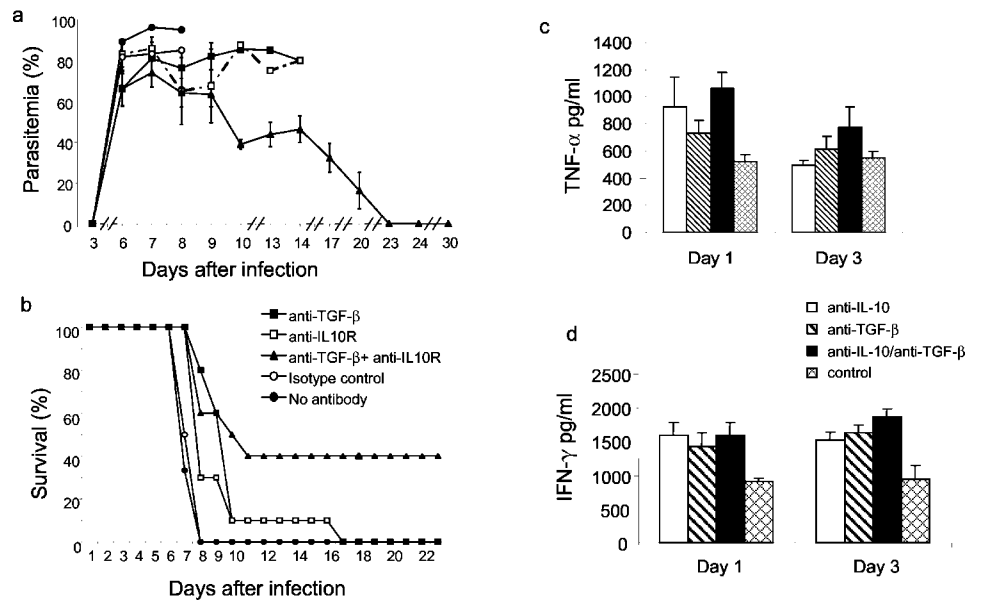 a
Parasitemia (%)
100
80
60
40
20
0
3 6 7 8 9 10 13 14 17 20 23 24 30
Days after infection
b
Survival (%)
100
80
60
40
20
0
1 2 3 4 5 6 7 8 9 10 12 14 16 18 20 22
Days after infection
anti-TGF-β
anti-IL10R
anti-TGF-β+ anti-IL10R
Isotype control
No antibody
c
TNF-α pg/ml
1400
1200
1000
800
600
400
200
0
Day 1 Day 3
anti-IL-10
anti-TGF-β
anti-IL-10/anti-TGF-β
control
d
IFN-γ pg/ml
2500
2000
1500
1000
500
0
Day 1 Day 3